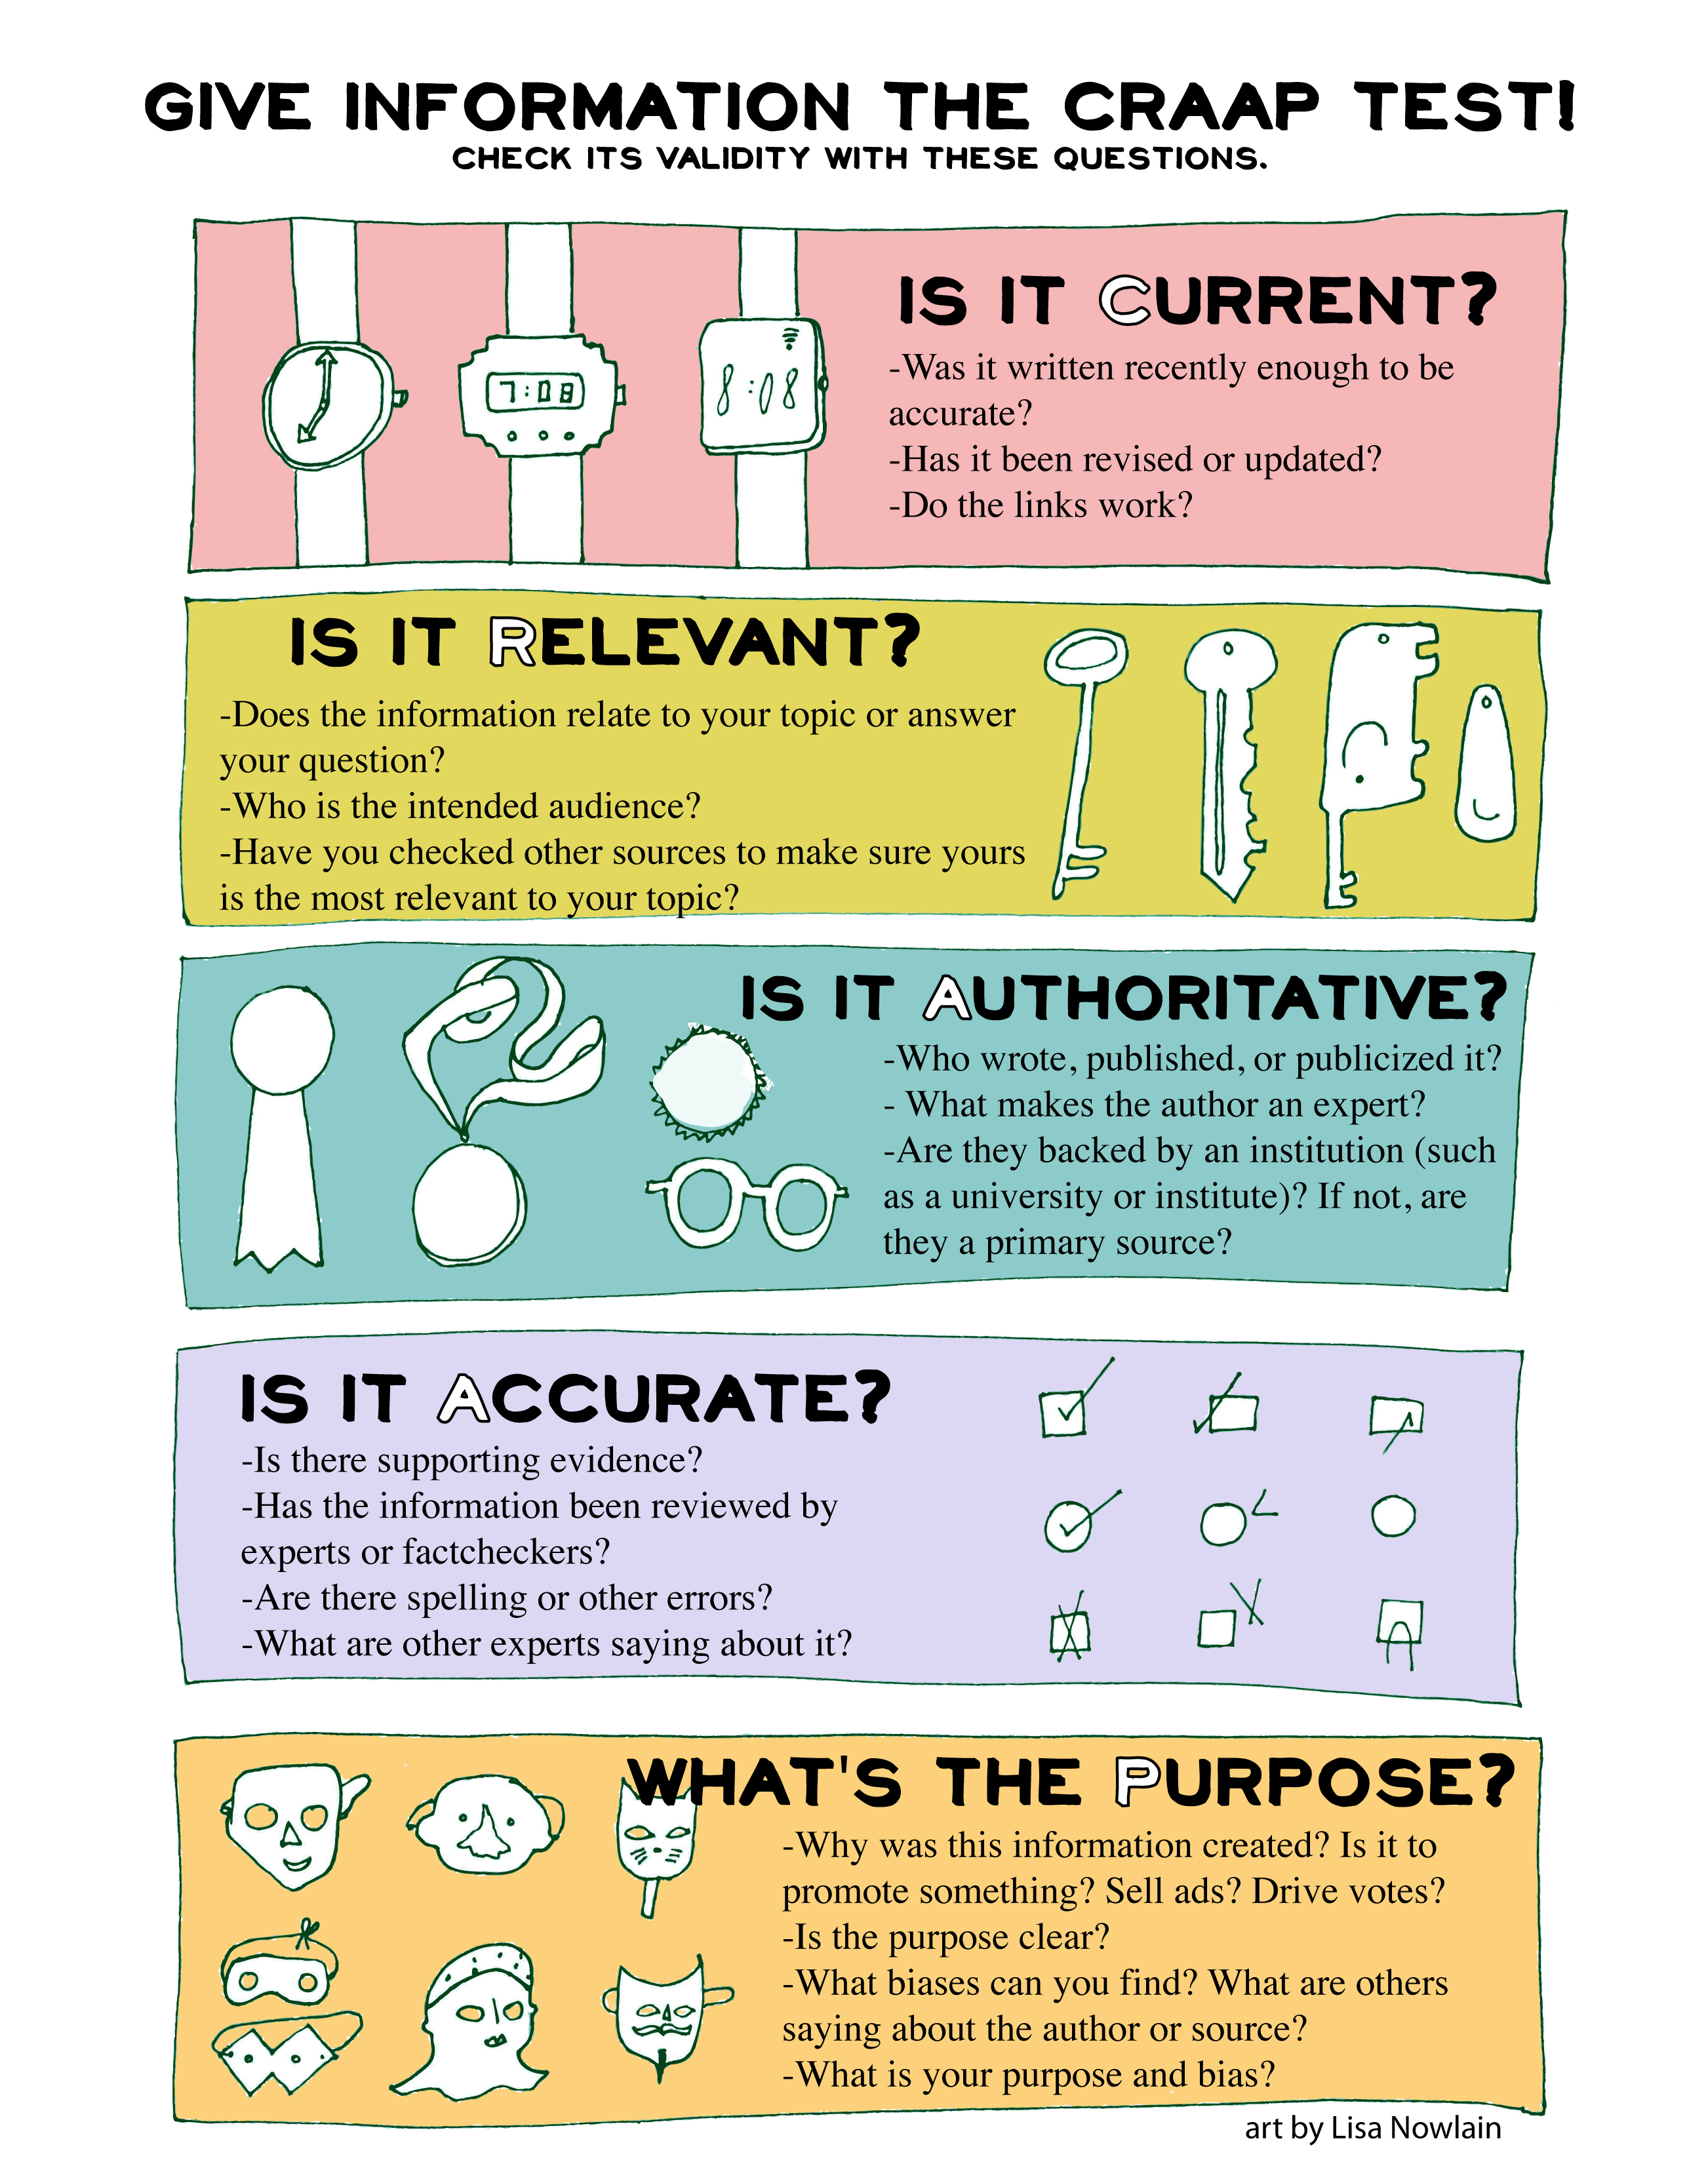 GIVE INFORMATION THE CRAAP TEST!
CHECK ITS VALIDITY WITH THESE QUESTIONS.
IS IT CURRENT?
-Was it written recently enough to be
accurate?
-Has it been revised or updated?
-Do the links work?
7:08
8:08
IS IT RELEVANT?
-Does the information relate to your topic or answer
your question?
-Who is the intended audience?
-Have you checked other sources to make sure yours
is the most relevant to your topic?
IS IT AUTHORITATIVE?
-Who wrote, published, or publicized it?
- What makes the author an expert?
-Are they backed by an institution (such
as a university or institute)? If not, are
they a primary source?
IS IT ACCURATE?
-Is there supporting evidence?
-Has the information been reviewed by
experts or factcheckers?
-Are there spelling or other errors?
-What are other experts saying about it?
WHAT'S THE PURPOSE?
-Why was this information created? Is it to
promote something? Sell ads? Drive votes?
-Is the purpose clear?
-What biases can you find? What are others
saying about the author or source?
-What is your purpose and bias?
art by Lisa Nowlain